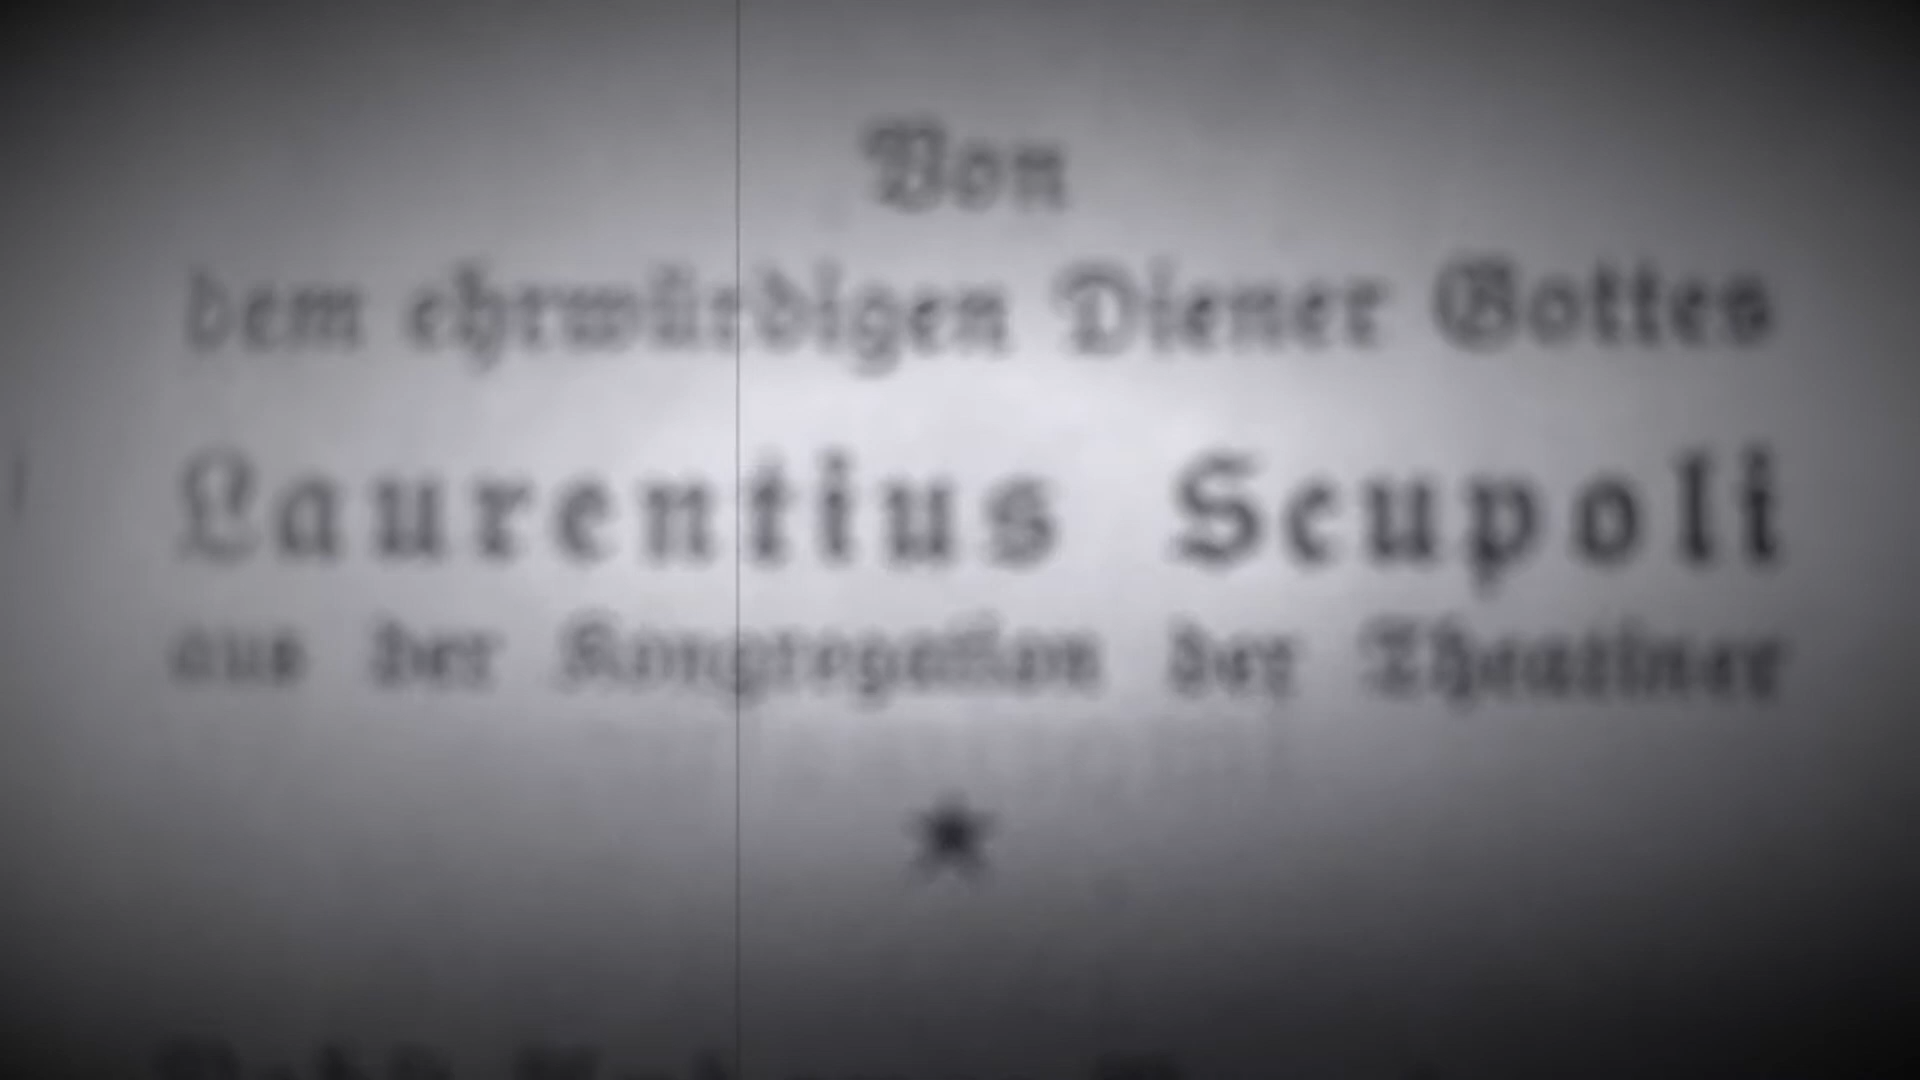 Von
dem ehrwürdigen Diener Gottes
Laurentius Scupoli
aus der Kongregation der Theatiner